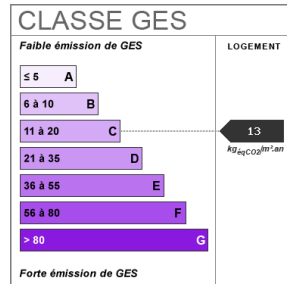 CLASSE GES
Faible émission de GES
LOGEMENT
≤ 5 A
6 à 10 B
11 à 20 C
13
kgéqCO2/m².an
21 à 35 D
36 à 55 E
56 à 80 F
> 80 G
Forte émission de GES